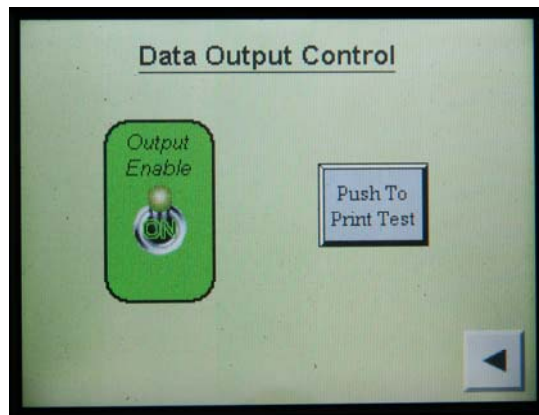 Data Output Control
Output
Enable
ON
Push To
Print Test